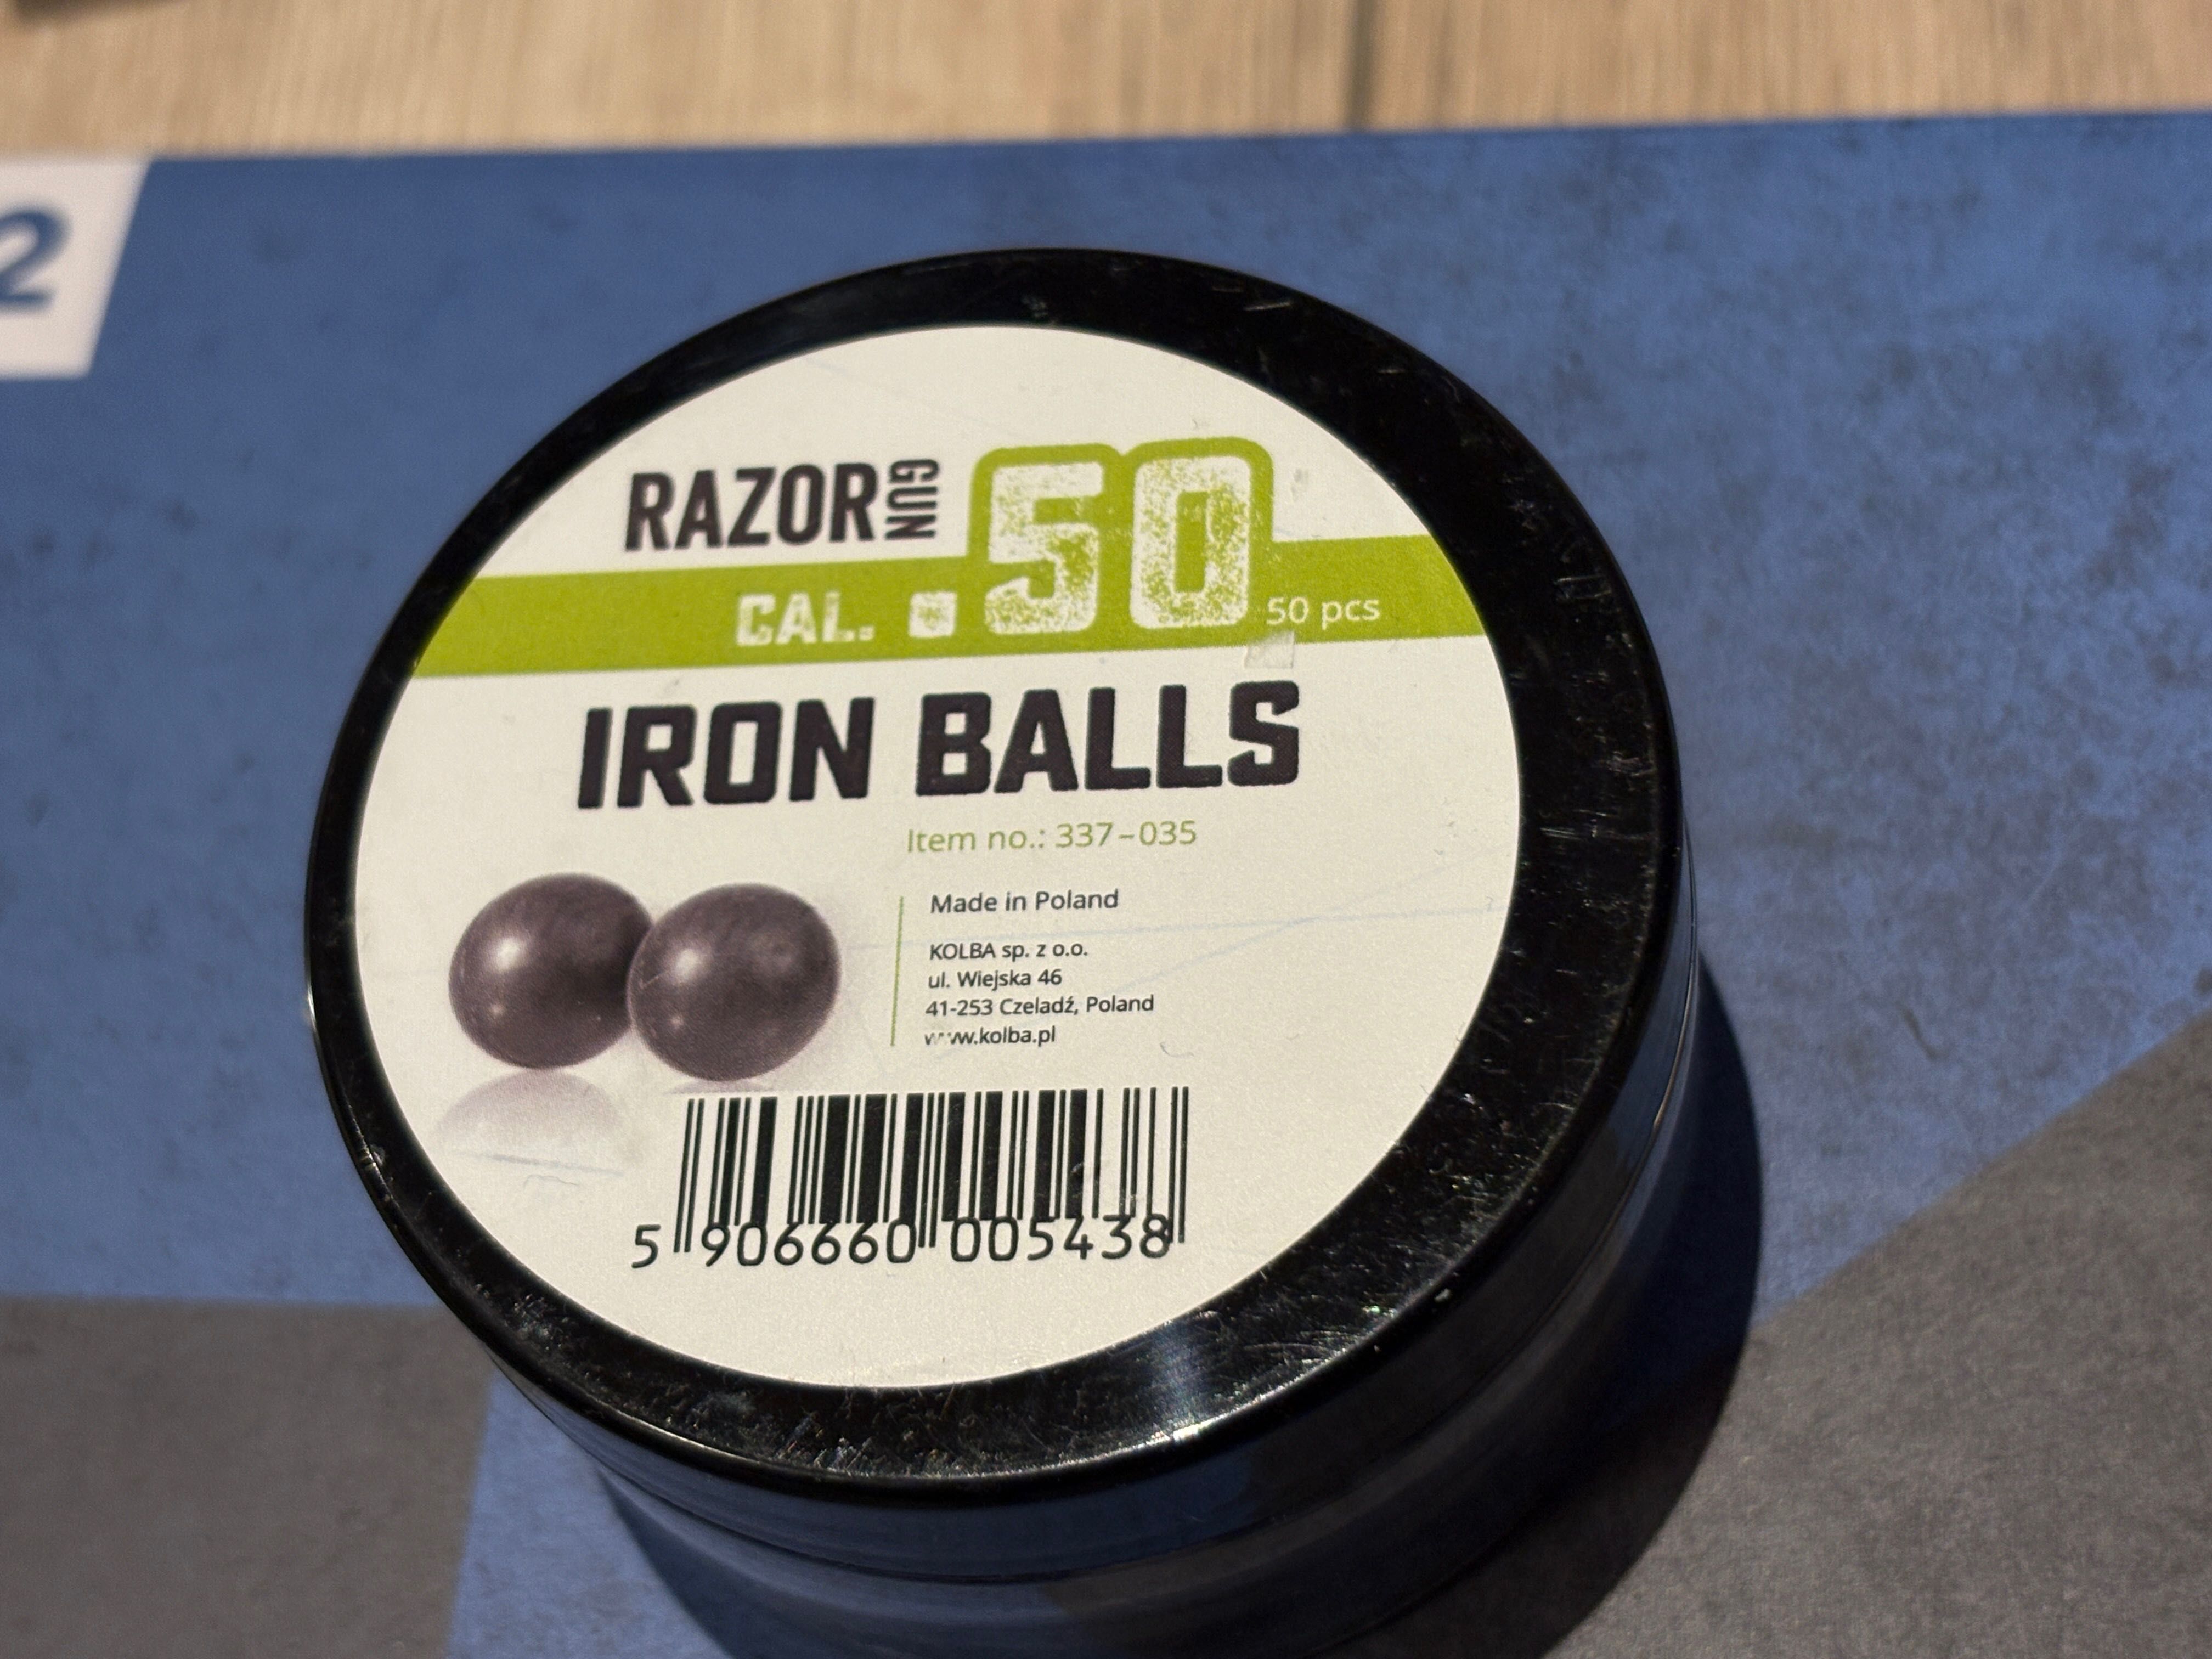 2
RAZOR GUN
CAL. .50 50 pcs
IRON BALLS
Item no.: 337-035
Made in Poland
KOLBA sp. z o.o.
ul. Wiejska 46
41-253 Czeladź, Poland
www.kolba.pl
5 906660 005438